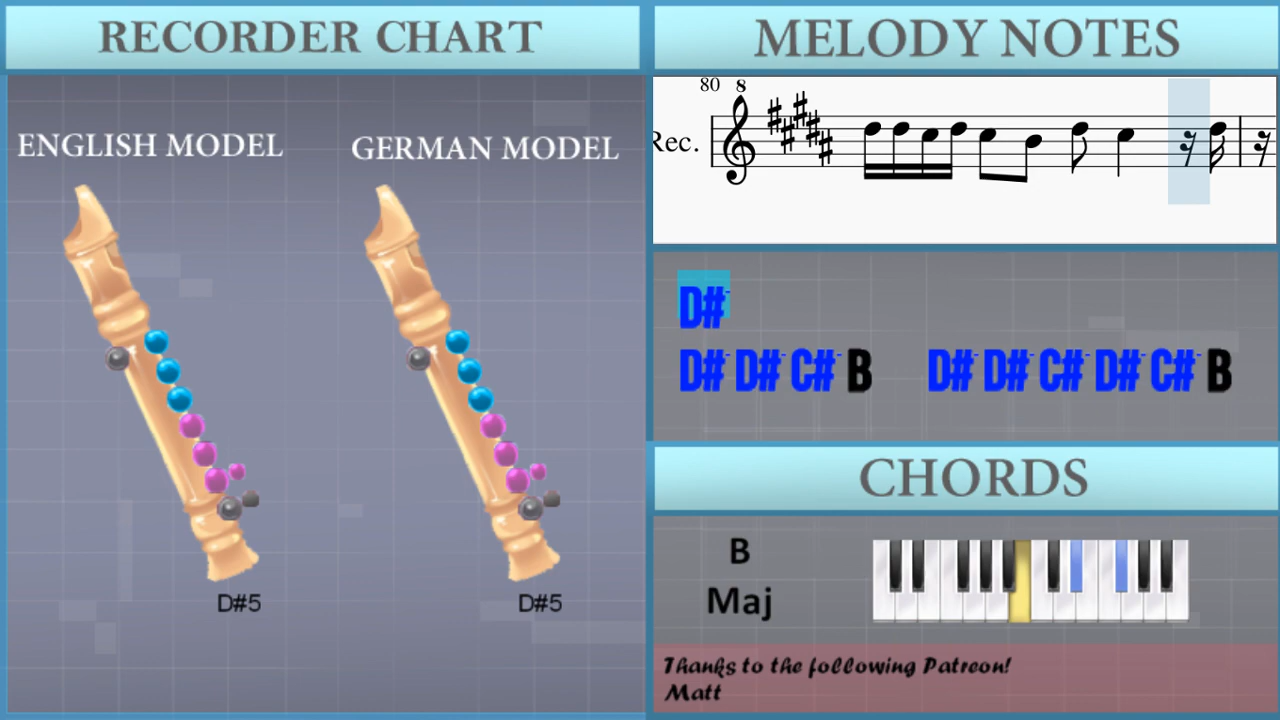 RECORDER CHART
ENGLISH MODEL
GERMAN MODEL
D#5
D#5
MELODY NOTES
80
8
Rec.
D#-
D#- D#- C#- B D#- D#- C#- D#- C#- B
CHORDS
B
Maj
Thanks to the following Patreon!
Matt